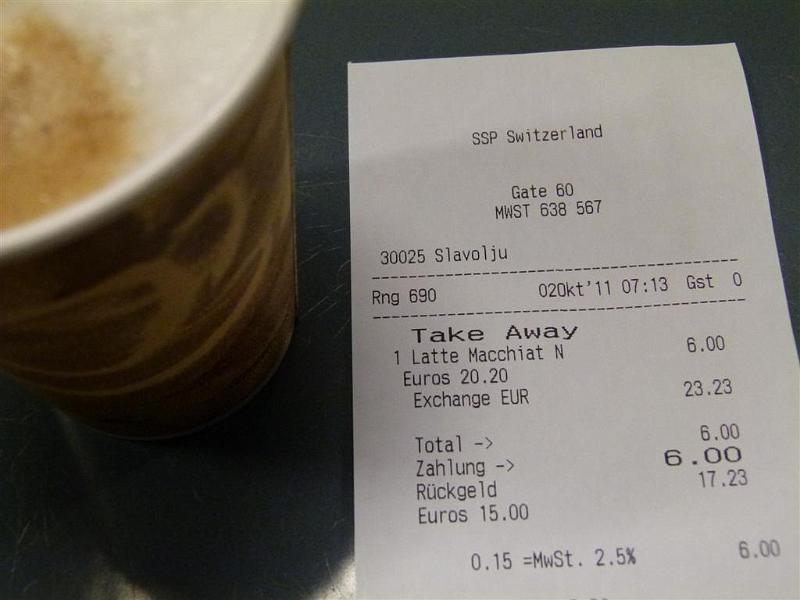 SSP Switzerland
Gate 60
MWST 638 567
30025 Slavolju
Rng 690 02Okt'11 07:13 Gst 0
Take Away
1 Latte Macchiat N 6.00
Euros 20.20
Exchange EUR 23.23
Total -> 6.00
Zahlung -> 6.00
Rückgeld 17.23
Euros 15.00
0.15 =MwSt. 2.5% 6.00